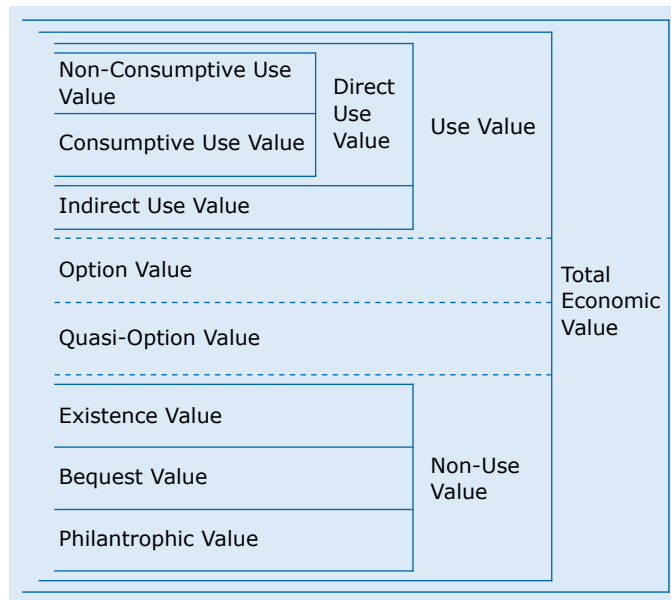 Non-Consumptive Use
Value
Consumptive Use Value
Direct
Use
Value
Use Value
Indirect Use Value
Option Value
Quasi-Option Value
Total
Economic
Value
Existence Value
Bequest Value
Philantrophic Value
Non-Use
Value